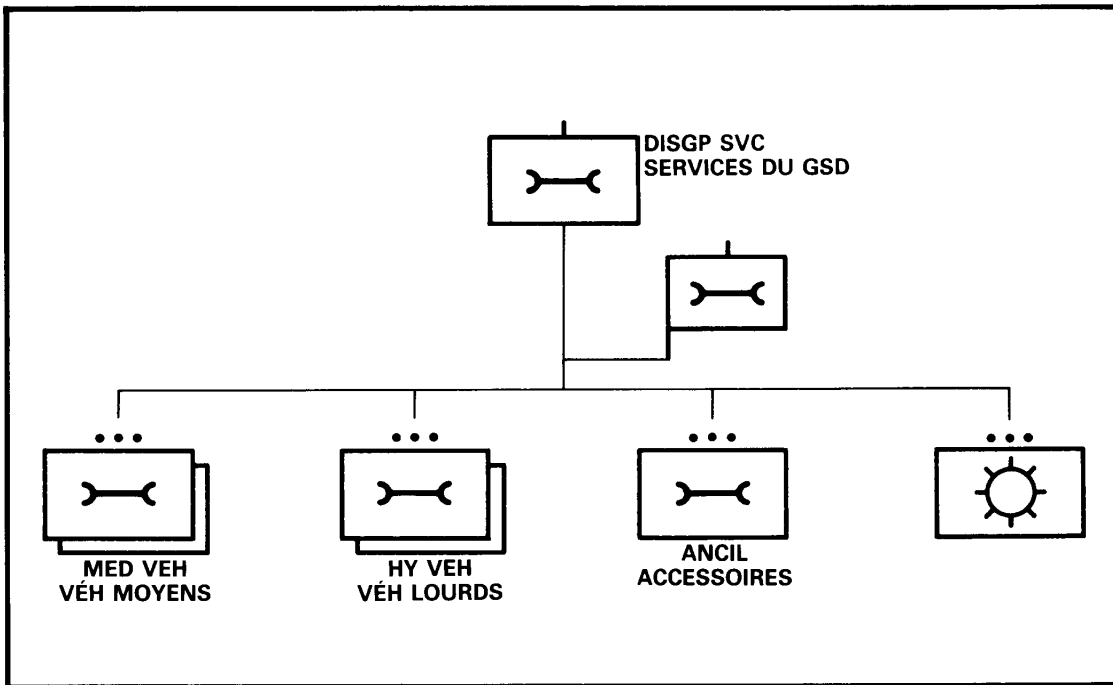 DISGP SVC
SERVICES DU GSD
MED VEH
VÉH MOYENS
HY VEH
VÉH LOURDS
ANCIL
ACCESSOIRES